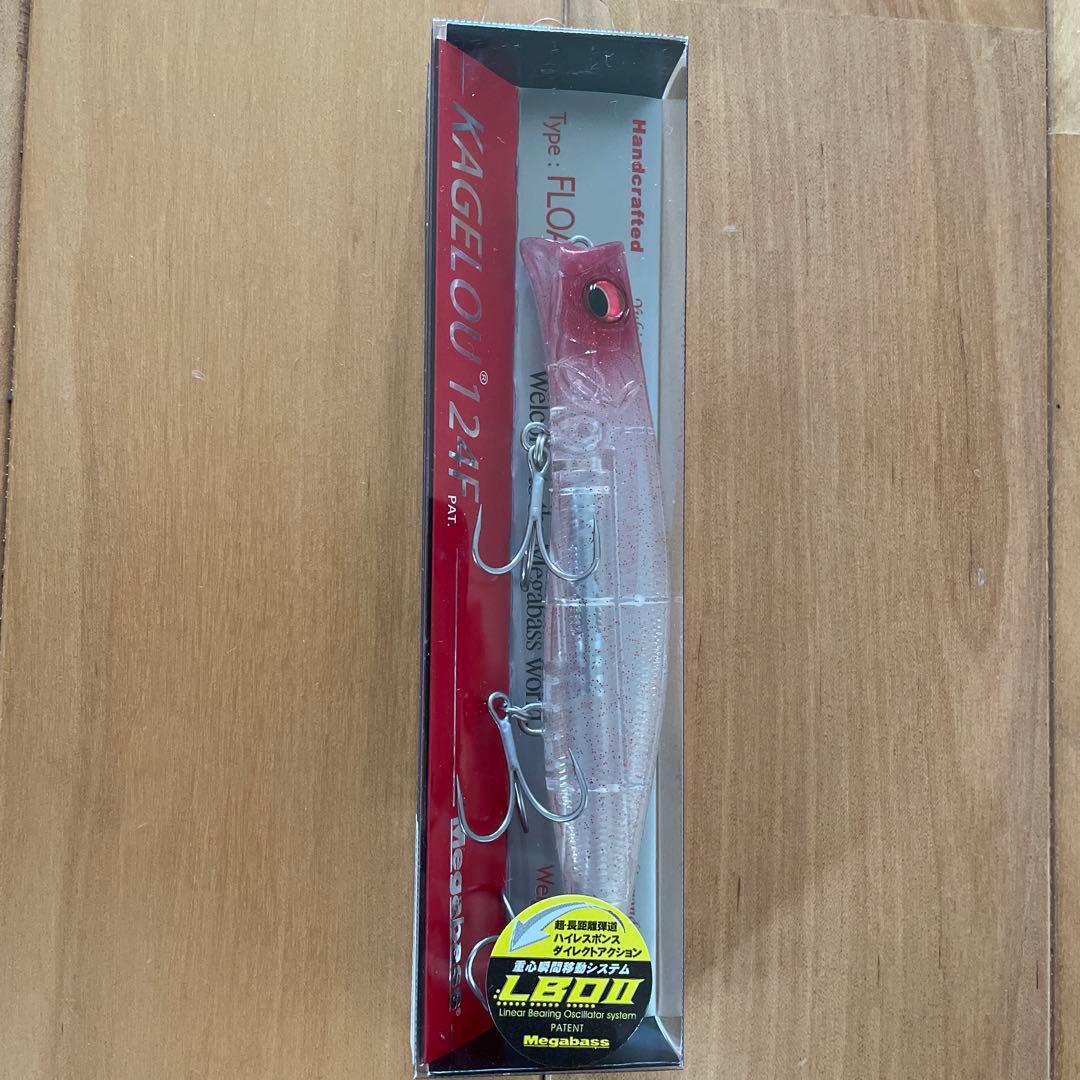 KAGELOU® 124F
PAT.
Megabass®
Handcrafted
Type : FLOA
Megabass world
We
超・長距離弾道
ハイレスポンス
ダイレクトアクション
重心瞬間移動システム
LBOII
Linear Bearing Oscillator system
PATENT
Megabass